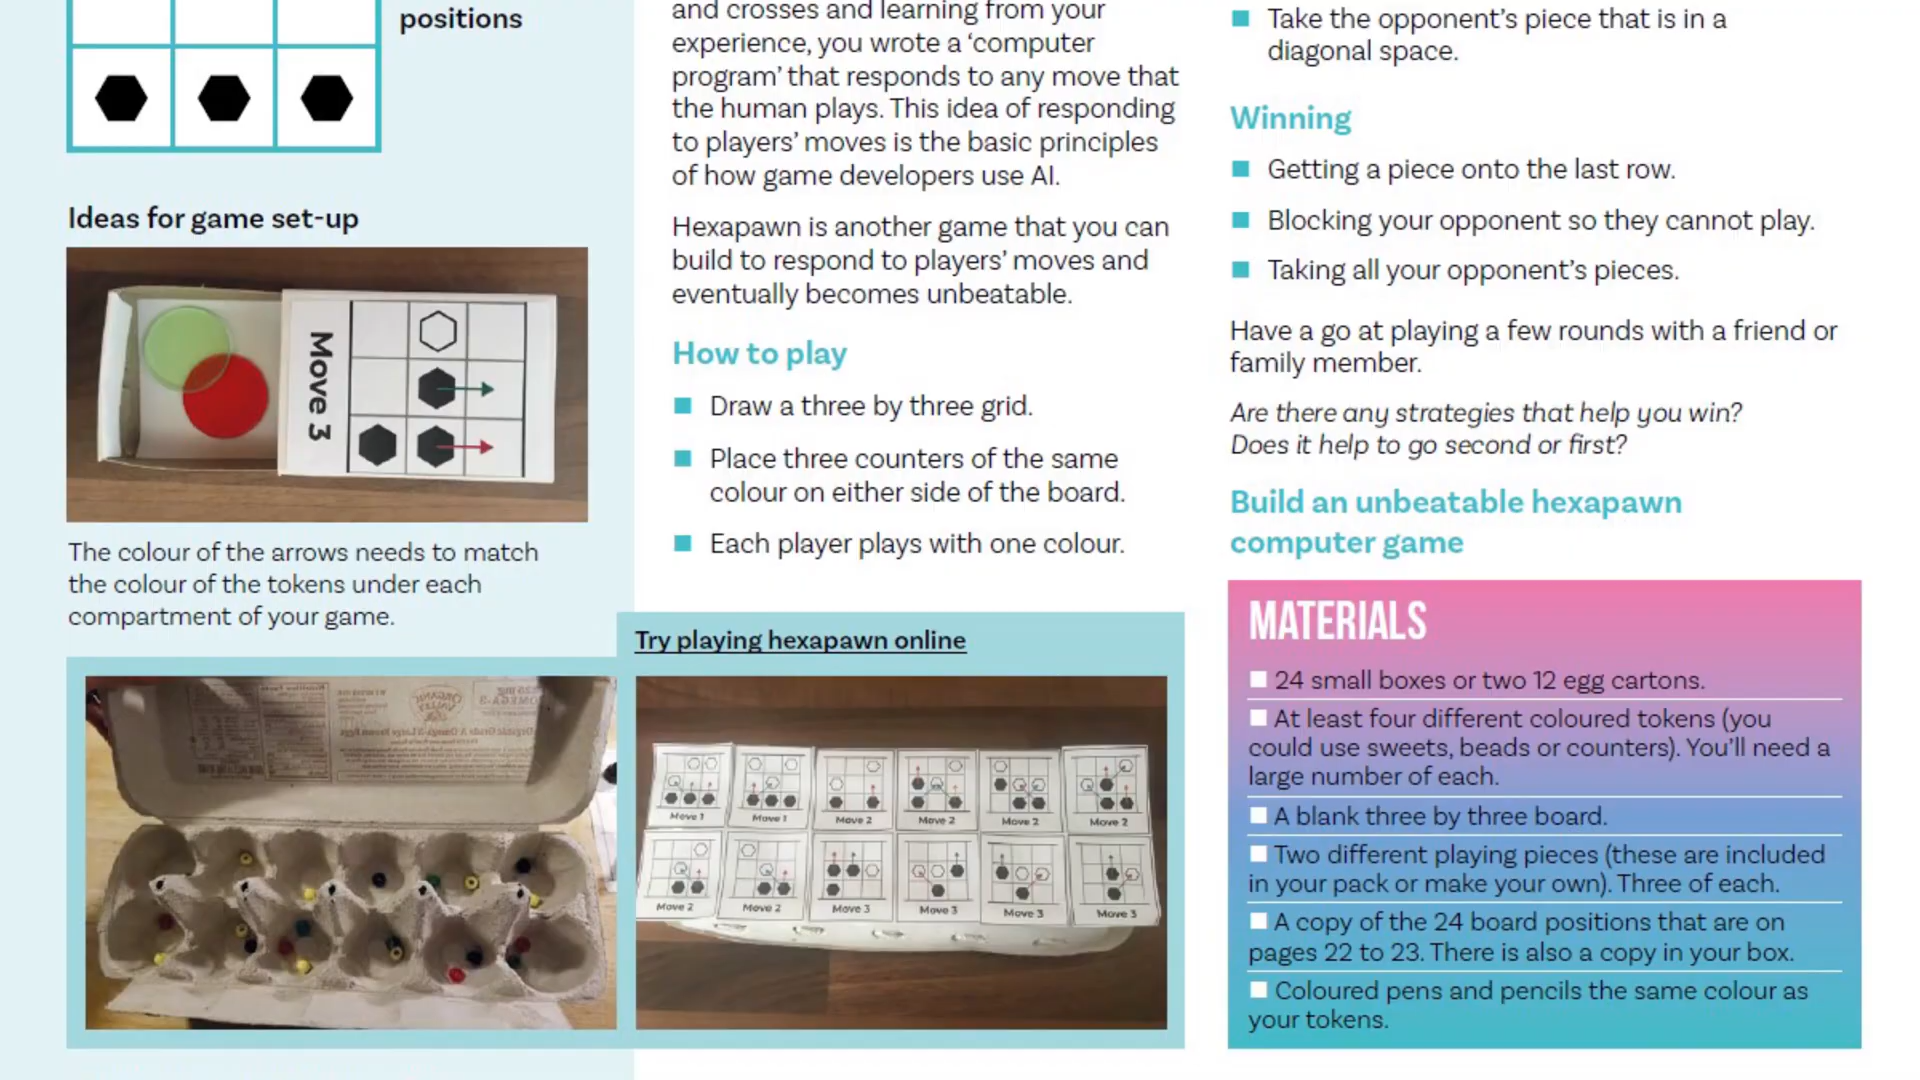 positions
Ideas for game set-up
Move 3
The colour of the arrows needs to match
the colour of the tokens under each
compartment of your game.
and crosses and learning from your
experience, you wrote a ‘computer
program’ that responds to any move that
the human plays. This idea of responding
to players’ moves is the basic principles
of how game developers use AI.
Hexapawn is another game that you can
build to respond to players’ moves and
eventually becomes unbeatable.
How to play
Draw a three by three grid.
Place three counters of the same
colour on either side of the board.
Each player plays with one colour.
Try playing hexapawn online
Move 1
Move 1
Move 2
Move 2
Move 2
Move 2
Move 2
Move 2
Move 3
Move 3
Move 3
Move 3
Take the opponent’s piece that is in a
diagonal space.
Winning
Getting a piece onto the last row.
Blocking your opponent so they cannot play.
Taking all your opponent’s pieces.
Have a go at playing a few rounds with a friend or
family member.
Are there any strategies that help you win?
Does it help to go second or first?
Build an unbeatable hexapawn
computer game
MATERIALS
24 small boxes or two 12 egg cartons.
At least four different coloured tokens (you
could use sweets, beads or counters). You’ll need a
large number of each.
A blank three by three board.
Two different playing pieces (these are included
in your pack or make your own). Three of each.
A copy of the 24 board positions that are on
pages 22 to 23. There is also a copy in your box.
Coloured pens and pencils the same colour as
your tokens.